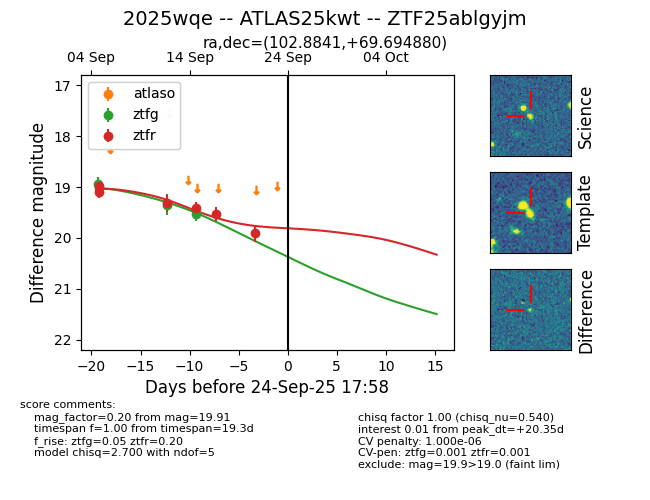 2025wqe -- ATLAS25kwt -- ZTF25ablgyjm
ra,dec=(102.8841,+69.694880)
04 Sep 14 Sep 24 Sep 04 Oct
atlaso
ztfg
ztfr
Difference magnitude
17
18
19
20
21
22
−20 −15 −10 −5 0 5 10 15
Days before 24-Sep-25 17:58
Science
Template
Difference
score comments:
mag_factor=0.20 from mag=19.91
timespan f=1.00 from timespan=19.3d
f_rise: ztfg=0.05 ztfr=0.20
model chisq=2.700 with ndof=5
chisq factor 1.00 (chisq_nu=0.540)
interest 0.01 from peak_dt=+20.35d
CV penalty: 1.000e-06
CV-pen: ztfg=0.001 ztfr=0.001
exclude: mag=19.9>19.0 (faint lim)